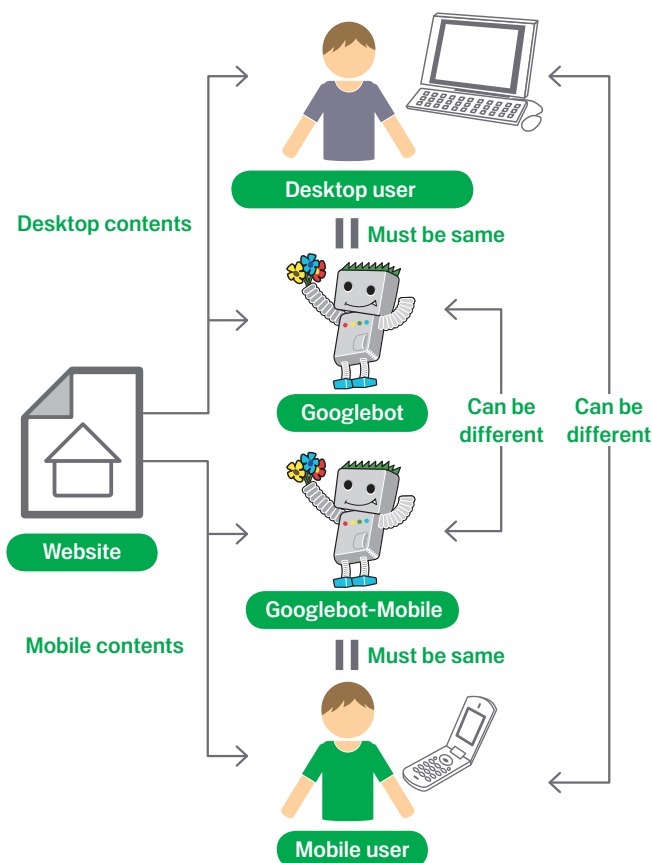 Desktop user
Desktop contents
Must be same
Googlebot
Can be
different
Can be
different
Website
Googlebot-Mobile
Mobile contents
Must be same
Mobile user